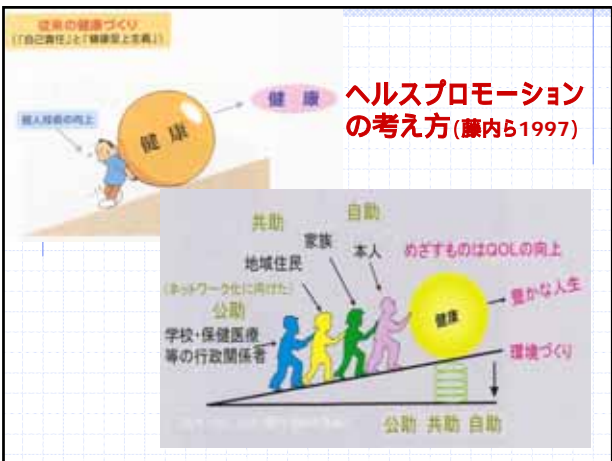 従来の健康づくり
(「自己責任」と「健康至上主義」)
個人技術の向上
健康
健康
ヘルスプロモーション
の考え方(藤内ら1997)
共助
自助
家族
地域住民
本人
めざすものはQOLの向上
(ネットワーク化に向けた)
公助
学校・保健医療
等の行政関係者
健康
豊かな人生
環境づくり
公助 共助 自助